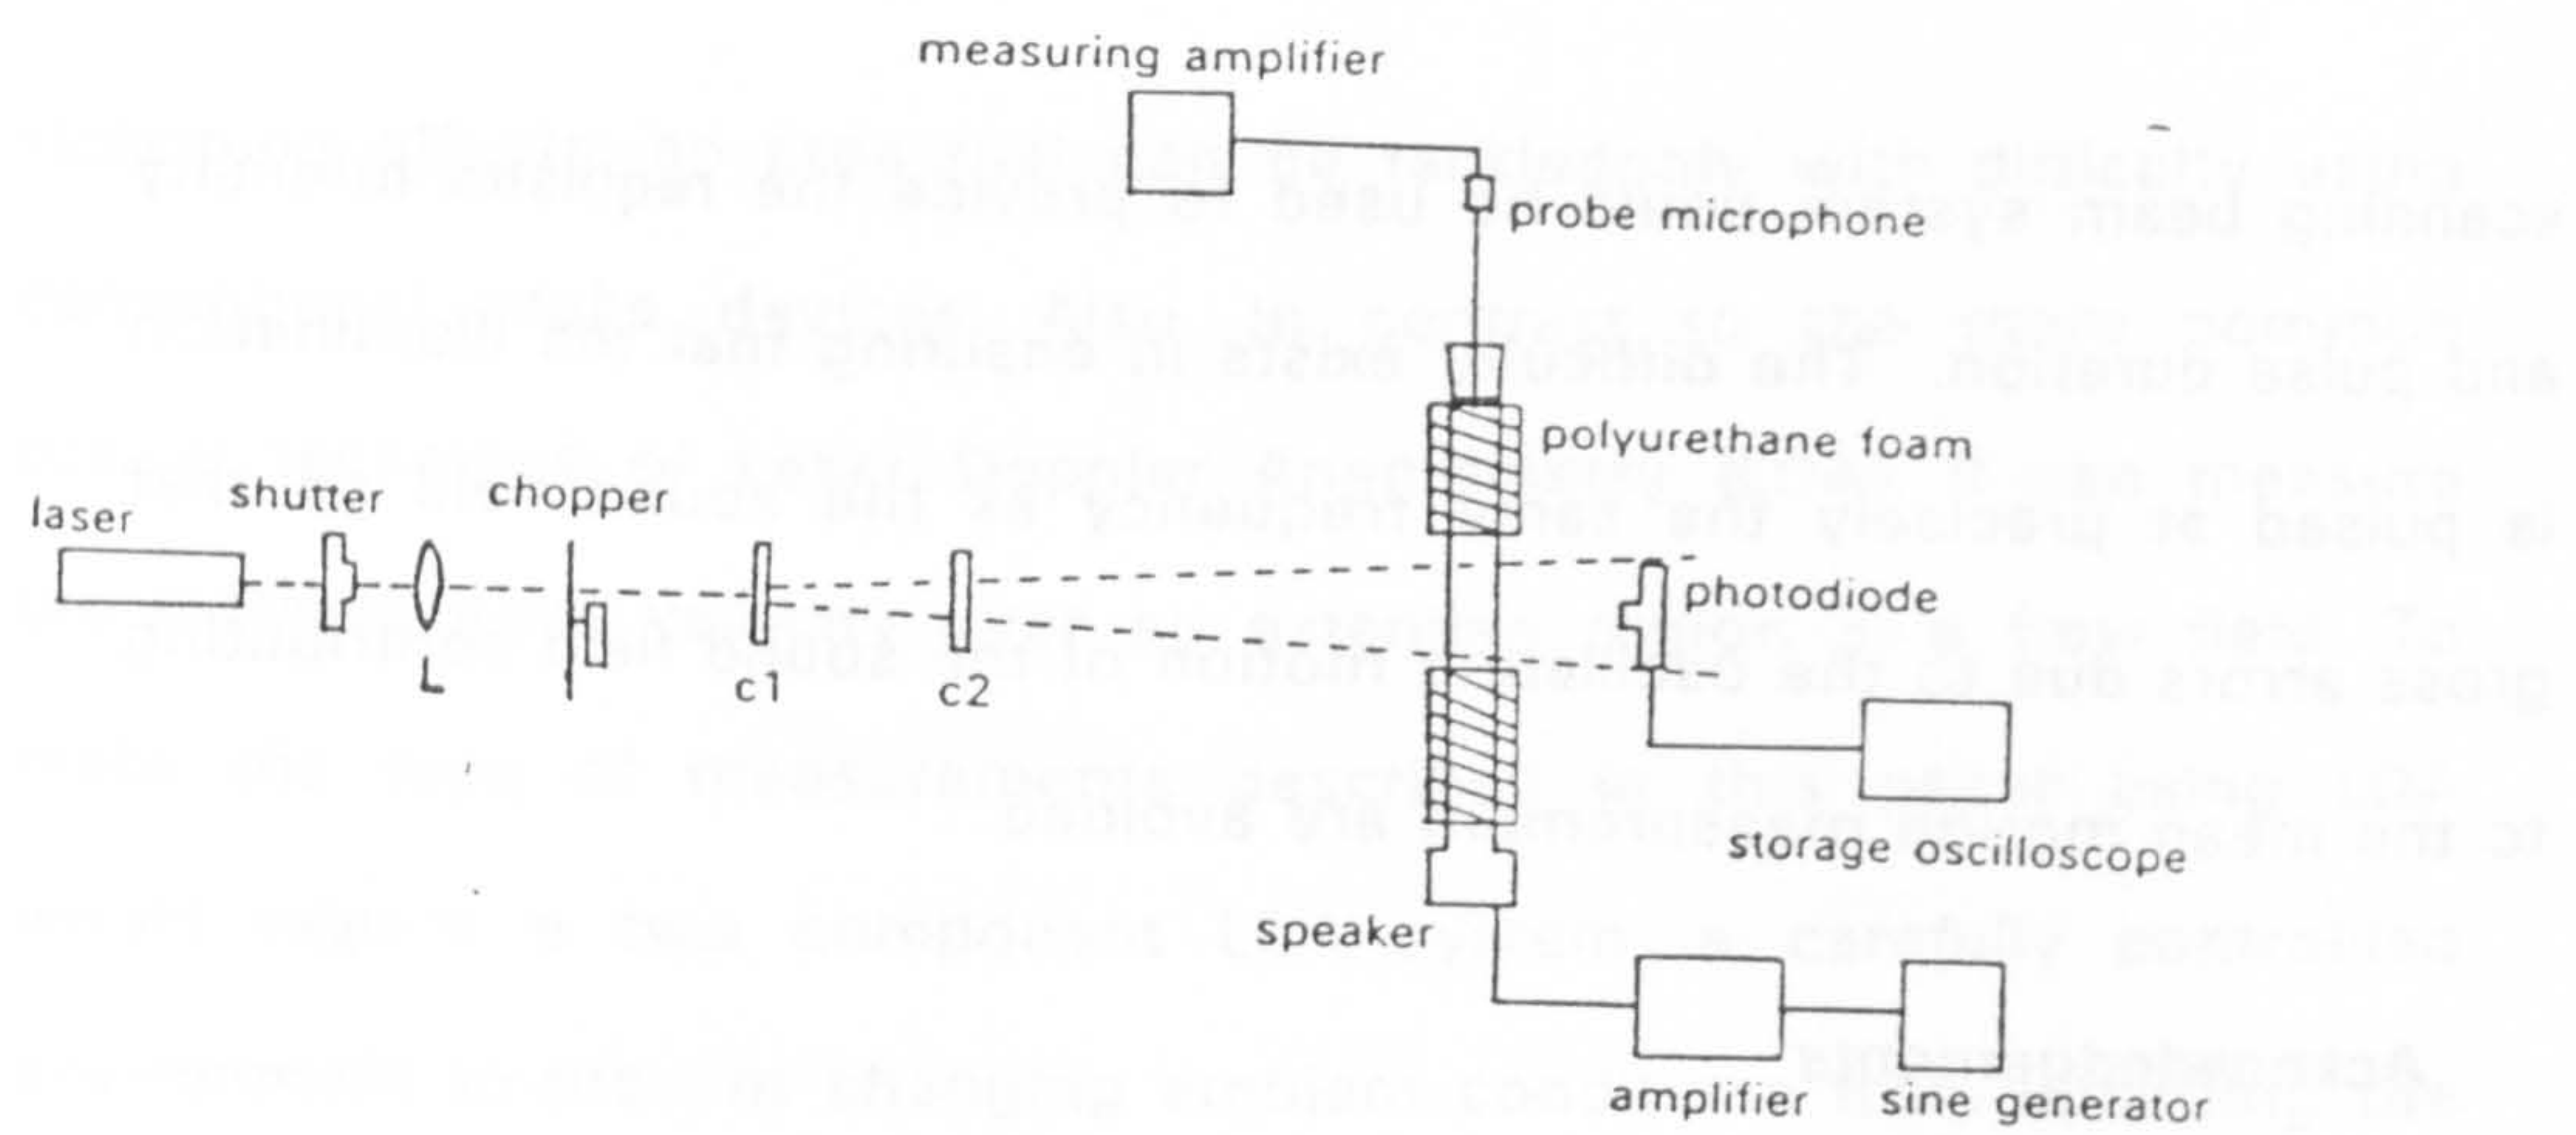 measuring amplifier
probe microphone
polyurethane foam
laser
shutter
chopper
photodiode
L
c1
c2
storage oscilloscope
speaker
amplifier
sine generator